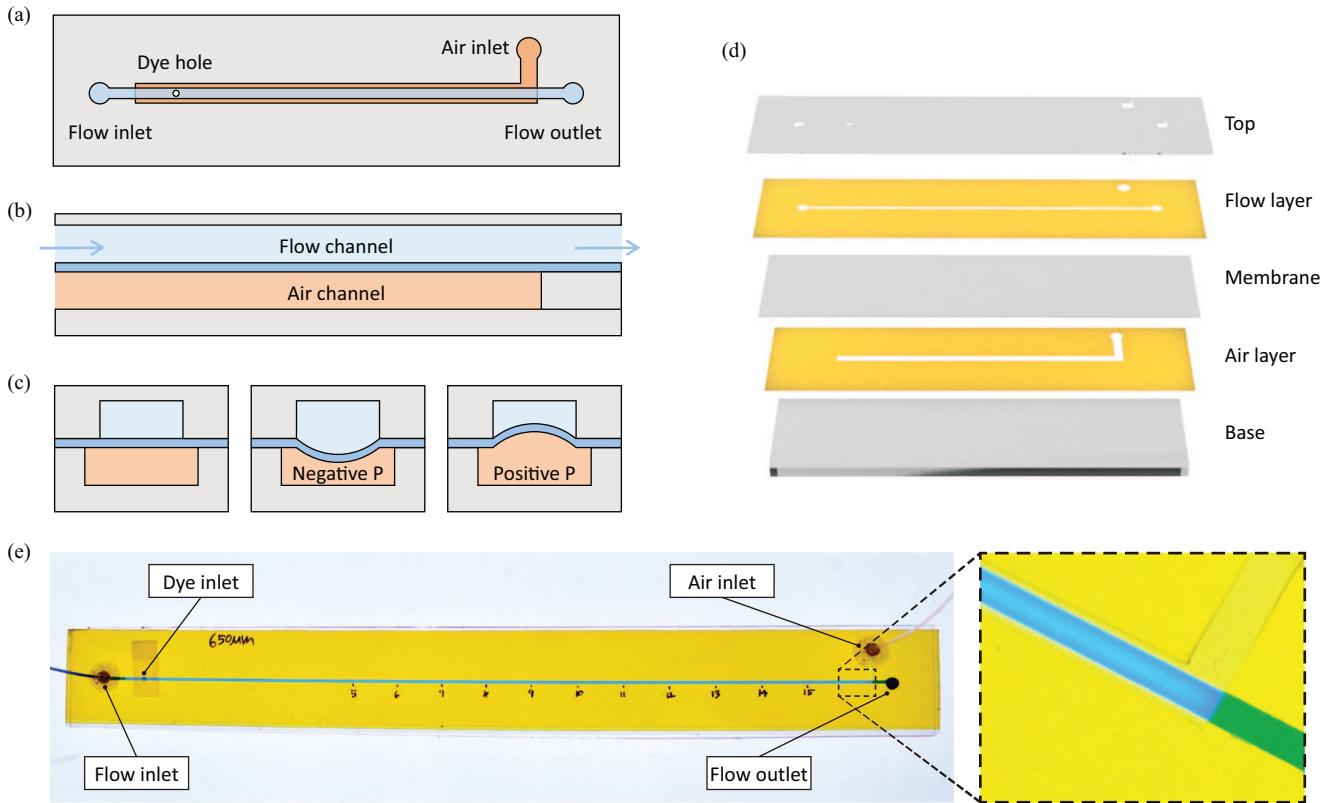 (a)
Air inlet
Dye hole
Flow inlet
Flow outlet
(b)
Flow channel
Air channel
(c)
Negative P
Positive P
(d)
Top
Flow layer
Membrane
Air layer
Base
(e)
Dye inlet
Air inlet
650μm
5 6 7 8 9 10 11 12 13 14 15
Flow inlet
Flow outlet